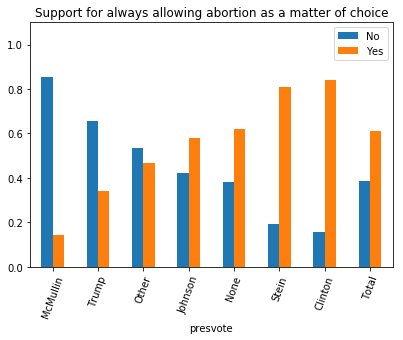 Support for always allowing abortion as a matter of choice
No
Yes
1.0
0.8
0.6
0.4
0.2
0.0
McMullin
Trump
Other
Johnson
None
Stein
Clinton
Total
presvote